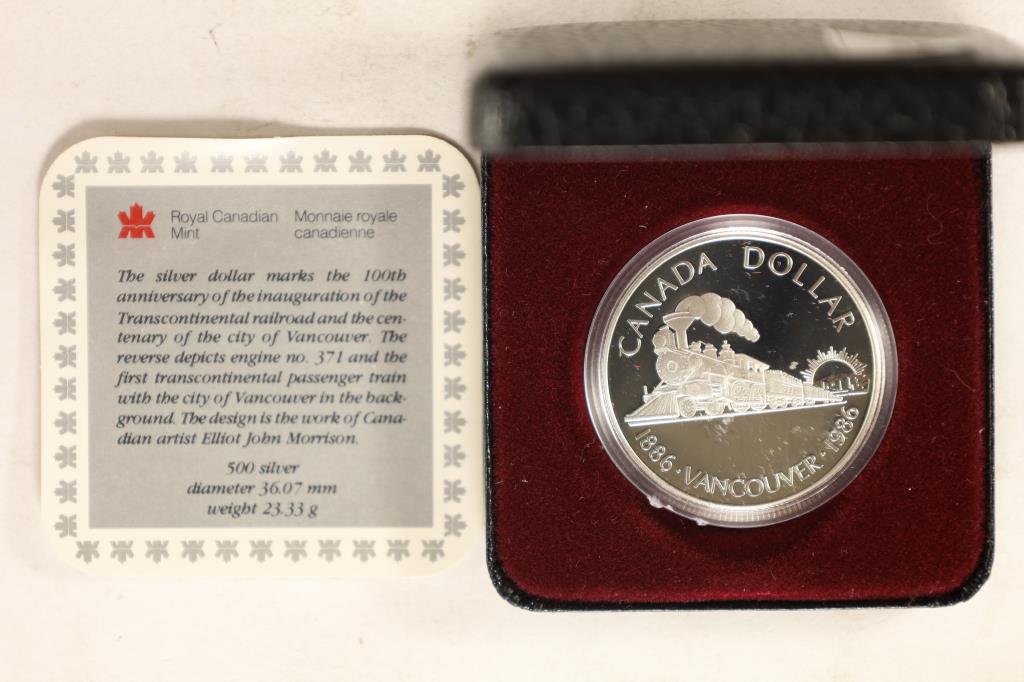 Royal Canadian Mint
Monnaie royale canadienne
The silver dollar marks the 100th
anniversary of the inauguration of the
Transcontinental railroad and the cen-
tenary of the city of Vancouver. The
reverse depicts engine no. 371 and the
first transcontinental passenger train
with the city of Vancouver in the back-
ground. The design is the work of Cana-
dian artist Elliot John Morrison.
500 silver
diameter 36.07 mm
weight 23.33 g
CANADA DOLLAR
1886 · VANCOUVER · 1986